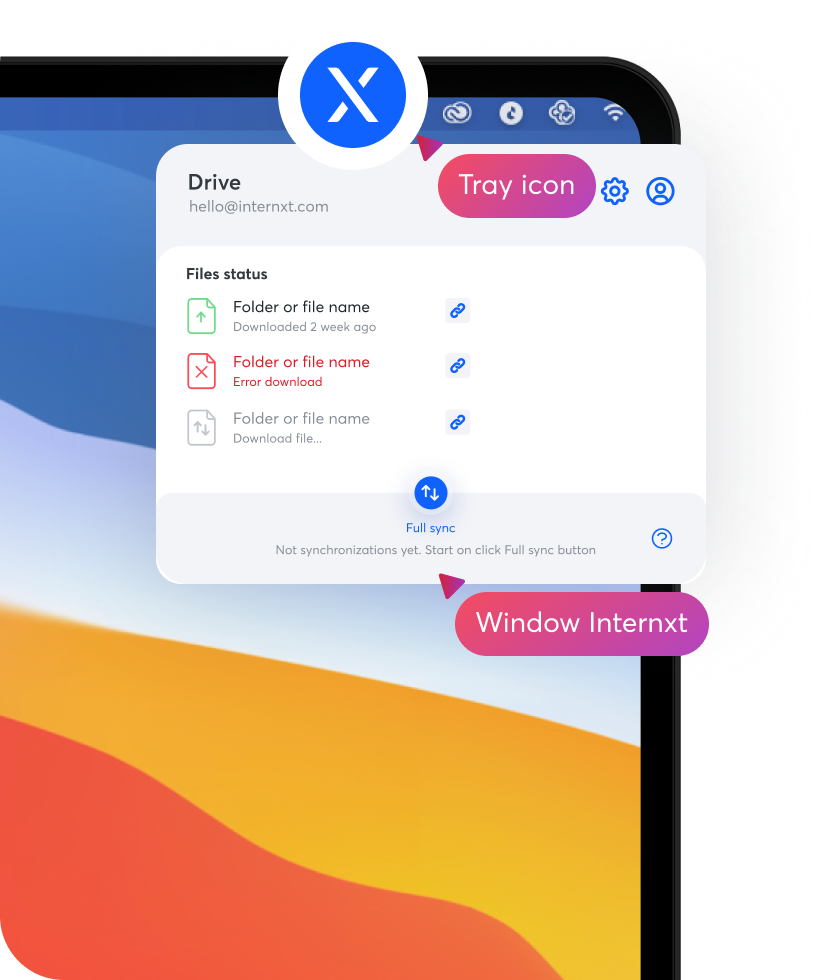 Tray icon
Drive
hello@internxt.com
Files status
Folder or file name
Downloaded 2 week ago
Folder or file name
Error download
Folder or file name
Download file...
Full sync
Not synchronizations yet. Start on click Full sync button
Window Internxt